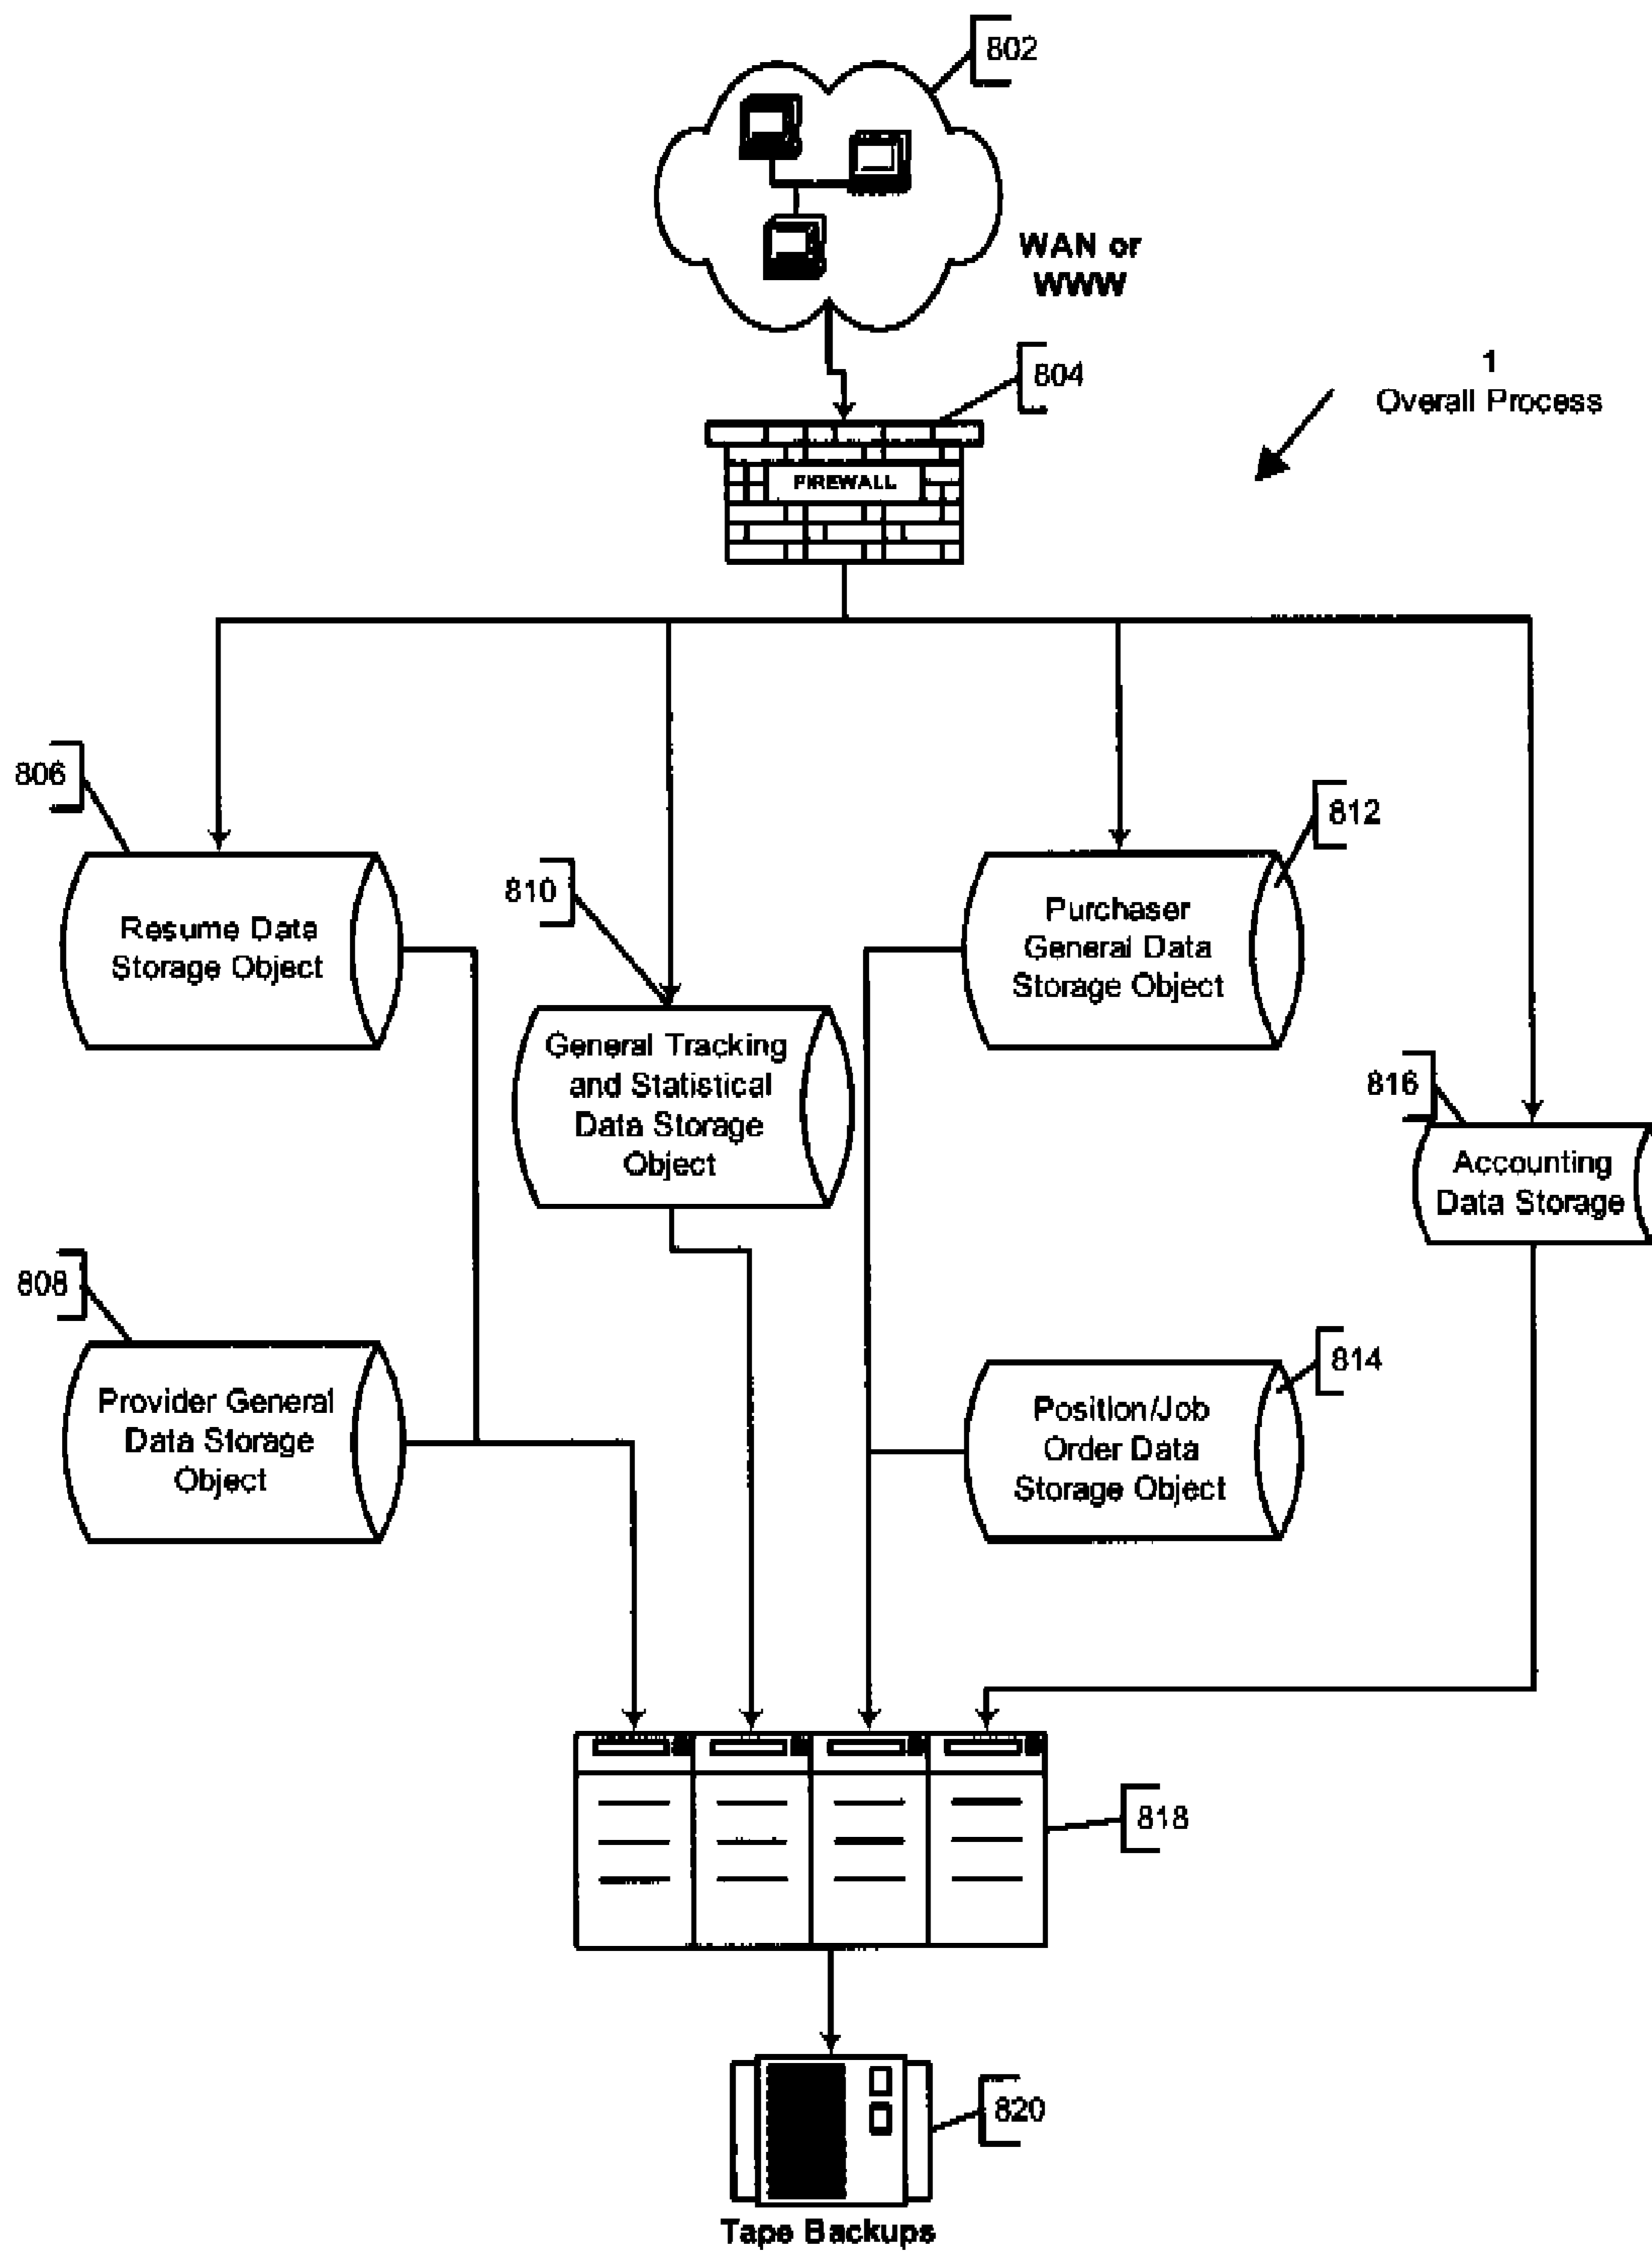 802
WAN or
WWW
804
1
Overall Process
FIREWALL
806
812
810
Resume Data
Storage Object
Purchaser
General Data
Storage Object
General Tracking
and Statistical
Data Storage
Object
816
Accounting
Data Storage
808
814
Provider General
Data Storage
Object
Position/Job
Order Data
Storage Object
818
820
Tape Backups